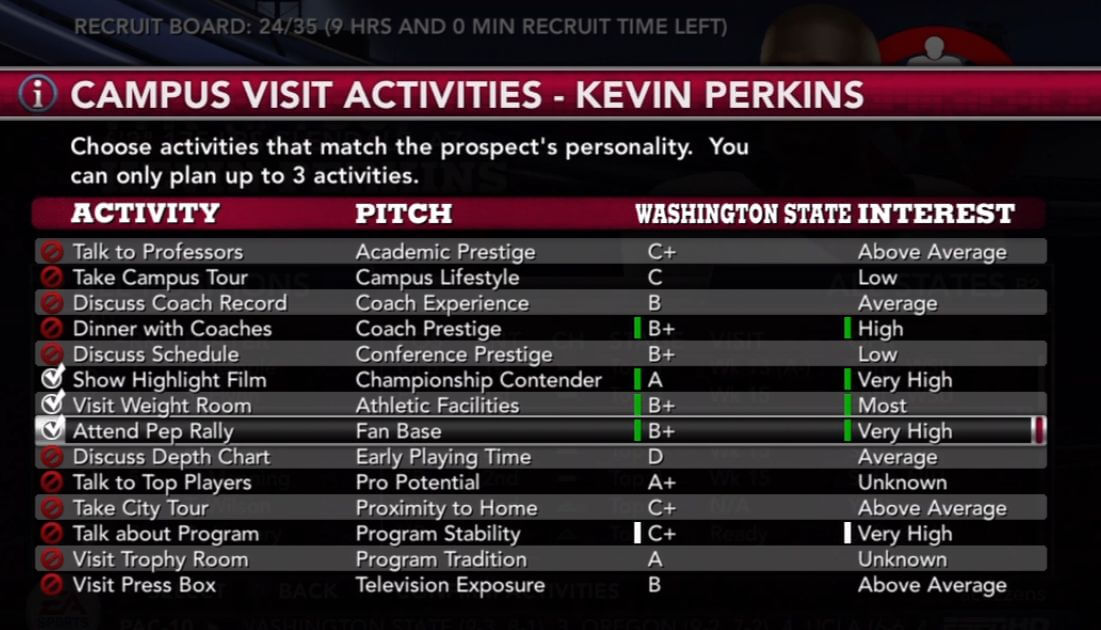 RECRUIT BOARD: 24/35 (9 HRS AND 0 MIN RECRUIT TIME LEFT)
CAMPUS VISIT ACTIVITIES - KEVIN PERKINS
Choose activities that match the prospect's personality. You
can only plan up to 3 activities.
ACTIVITY PITCH WASHINGTON STATE INTEREST
Talk to Professors Academic Prestige C+ Above Average
Take Campus Tour Campus Lifestyle C Low
Discuss Coach Record Coach Experience B Average
Dinner with Coaches Coach Prestige B+ High
Discuss Schedule Conference Prestige B+ Low
Show Highlight Film Championship Contender A Very High
Visit Weight Room Athletic Facilities B+ Most
Attend Pep Rally Fan Base B+ Very High
Discuss Depth Chart Early Playing Time D Average
Talk to Top Players Pro Potential A+ Unknown
Take City Tour Proximity to Home C+ Above Average
Talk about Program Program Stability C+ Very High
Visit Trophy Room Program Tradition A Unknown
Visit Press Box Television Exposure B Above Average
BACK ACTIVITIES
EA
SPORTS